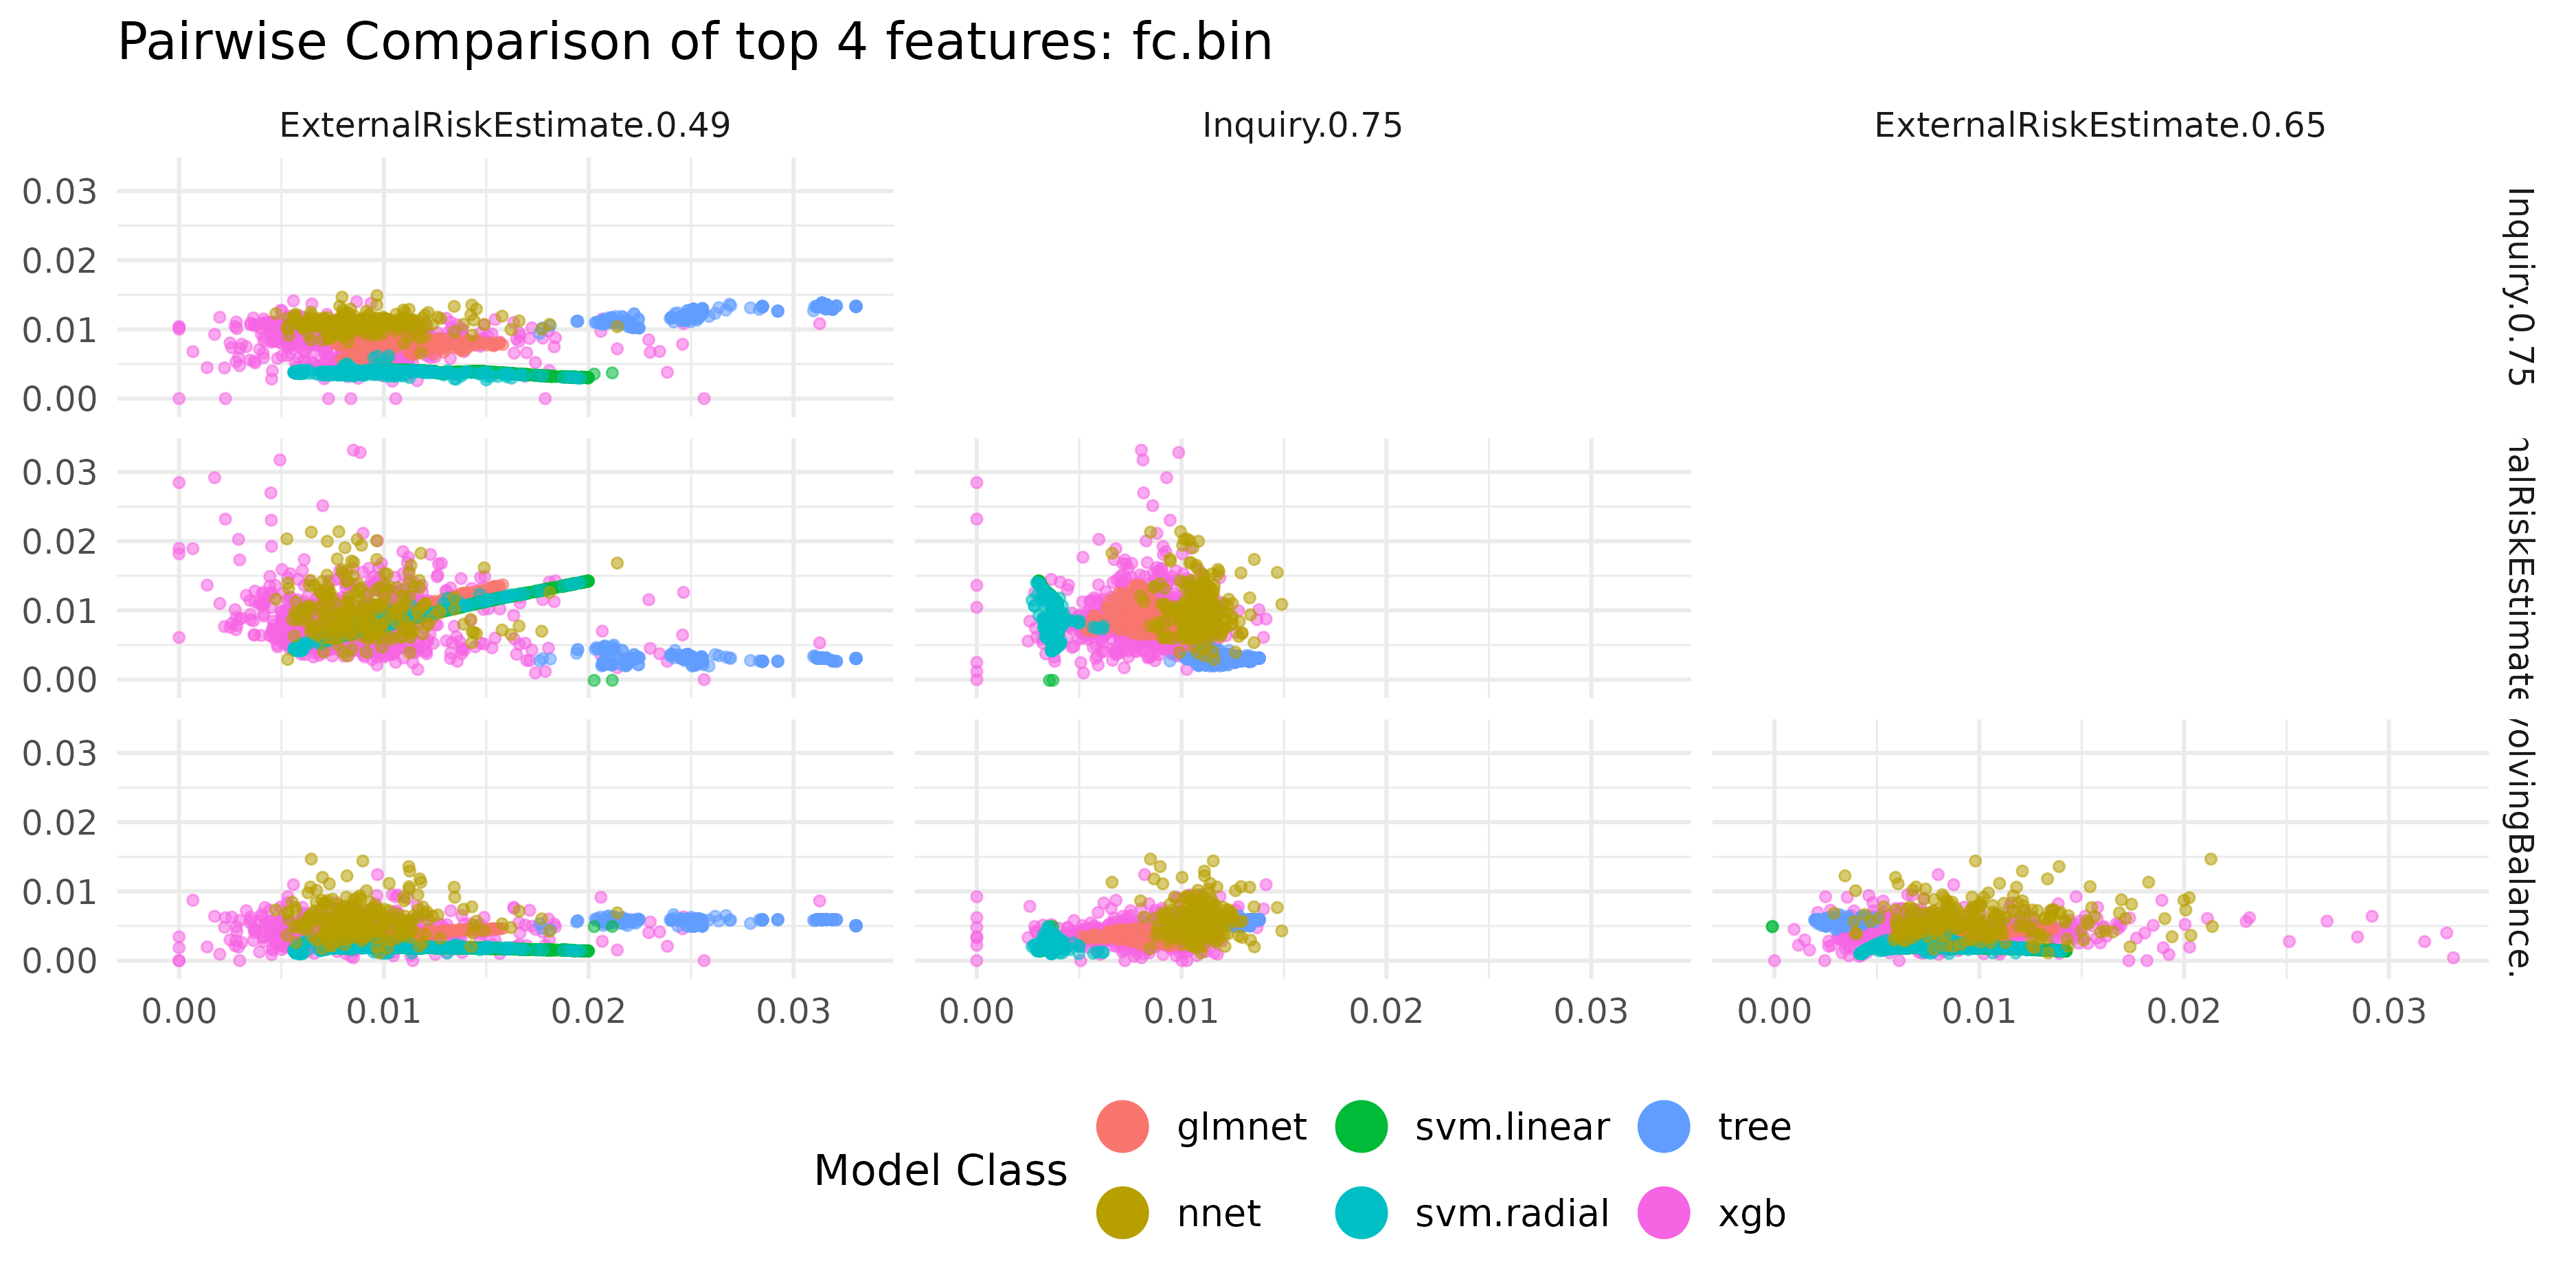 Pairwise Comparison of top 4 features: fc.bin
ExternalRiskEstimate.0.49 Inquiry.0.75 ExternalRiskEstimate.0.65
0.03
0.02
0.01
0.00
Inquiry.0.75
0.03
0.02
0.01
0.00
nalRiskEstimate
0.03
0.02
0.01
0.00
volvingBalance.
0.00 0.01 0.02 0.03 0.00 0.01 0.02 0.03 0.00 0.01 0.02 0.03
Model Class
glmnet svm.linear tree
nnet svm.radial xgb